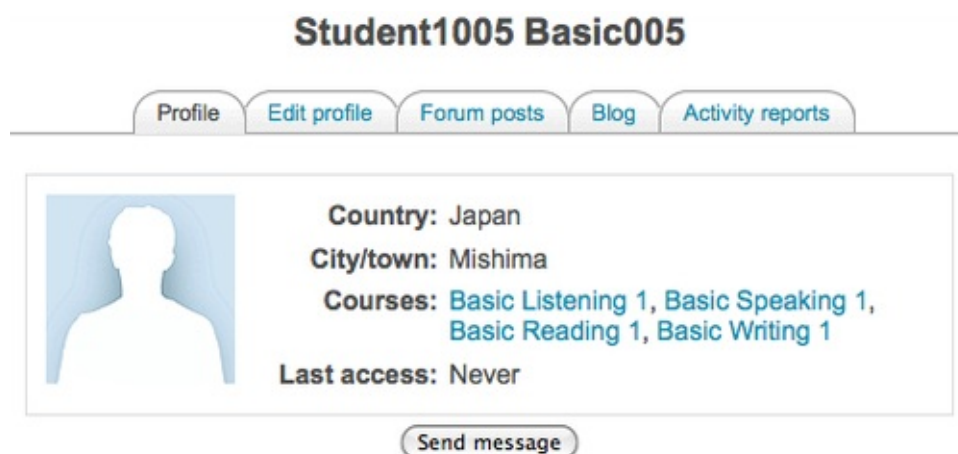 Student1005 Basic005
Profile Edit profile Forum posts Blog Activity reports
Country: Japan
City/town: Mishima
Courses: Basic Listening 1, Basic Speaking 1,
Basic Reading 1, Basic Writing 1
Last access: Never
Send message